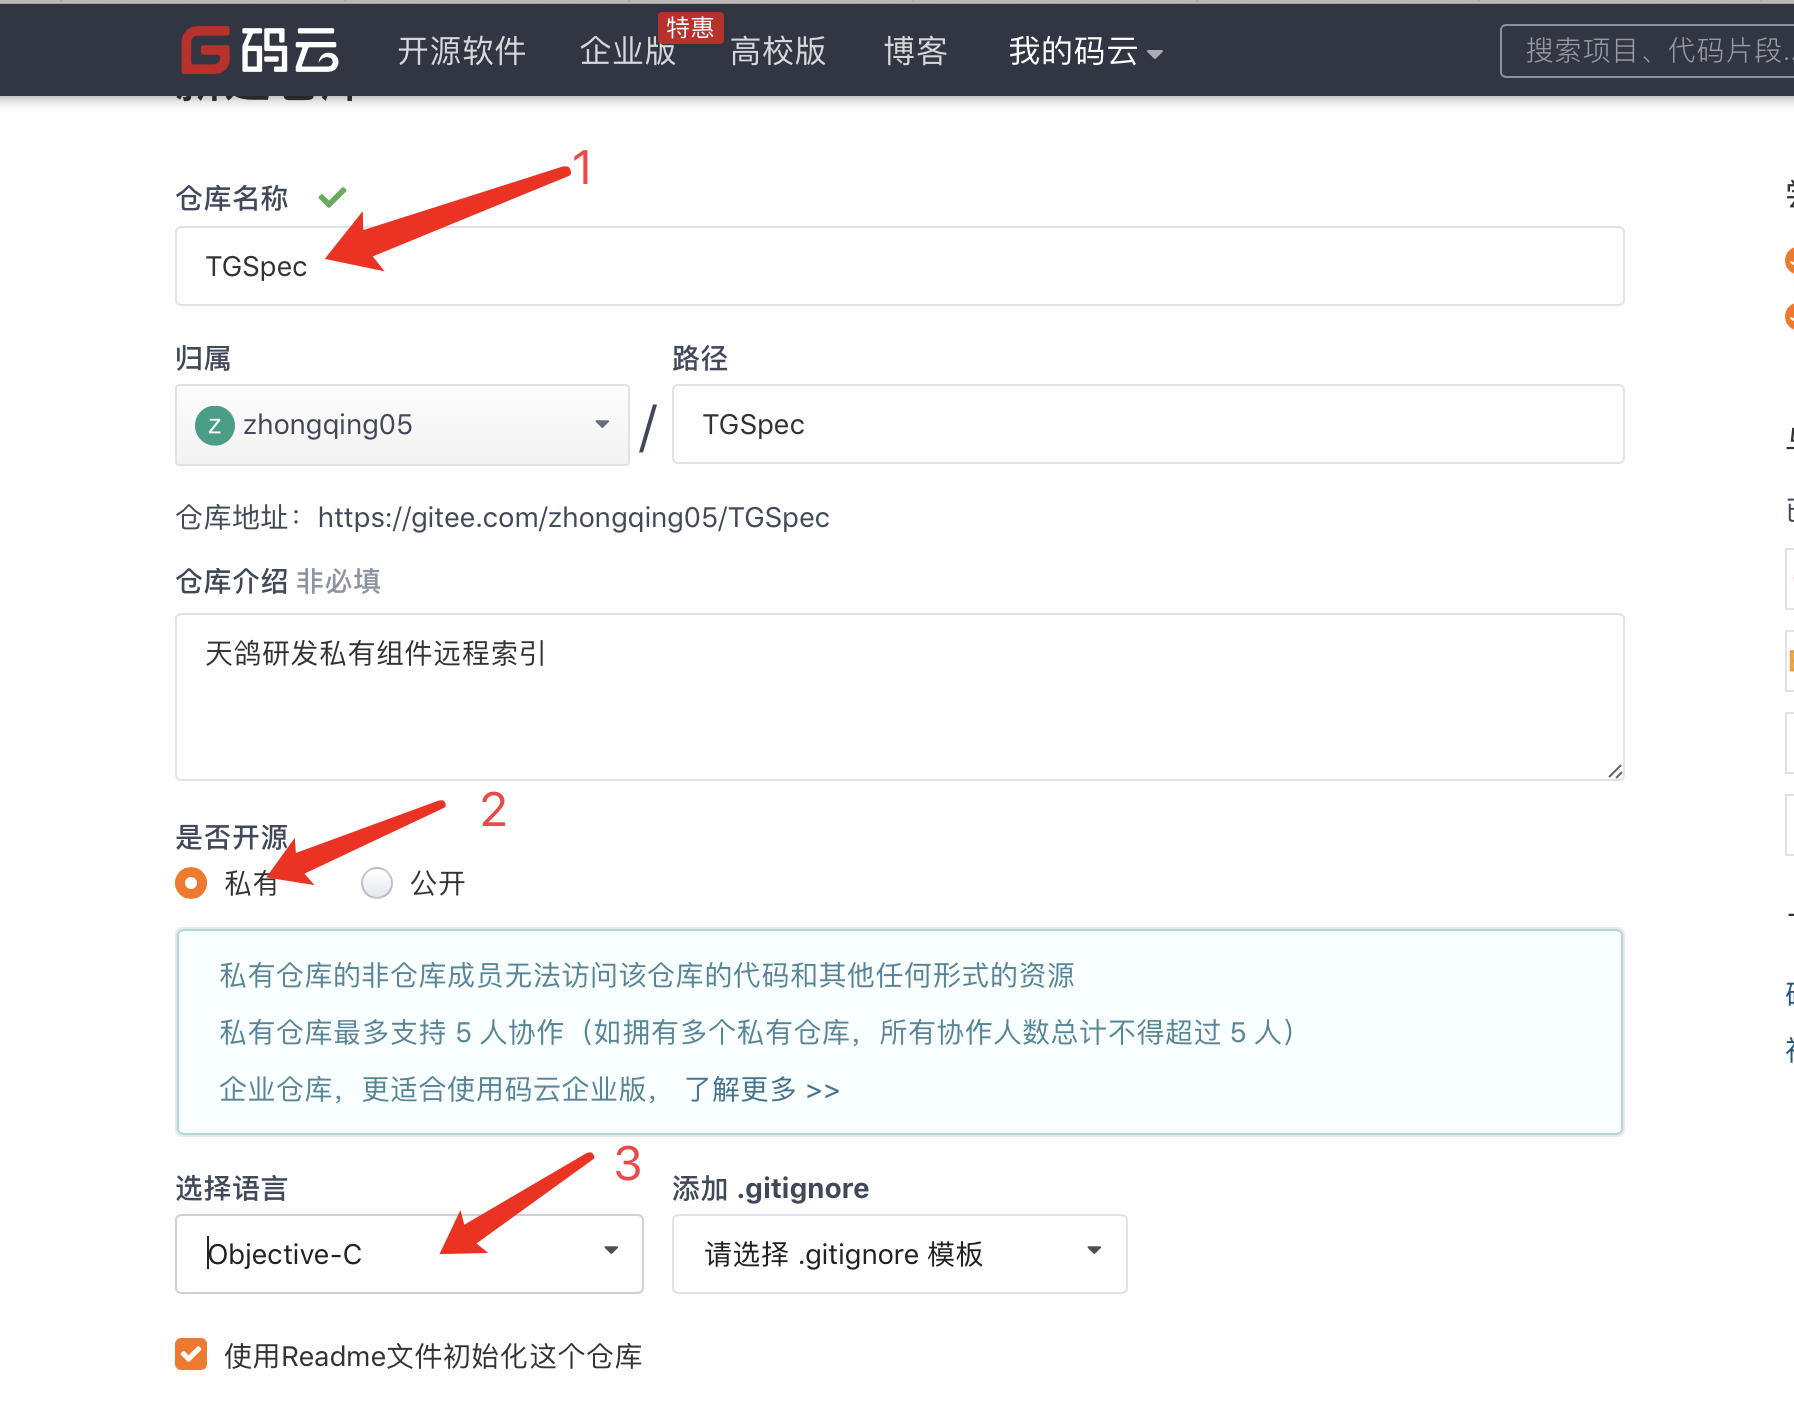 码云
开源软件
企业版
特惠
高校版
博客
我的码云
搜索项目、代码片段..
1
仓库名称
TGSpec
归属
路径
z zhongqing05
/
TGSpec
仓库地址：https://gitee.com/zhongqing05/TGSpec
仓库介绍 非必填
天鸽研发私有组件远程索引
2
是否开源
私有
公开
私有仓库的非仓库成员无法访问该仓库的代码和其他任何形式的资源
私有仓库最多支持 5 人协作（如拥有多个私有仓库，所有协作人数总计不得超过 5 人）
企业仓库，更适合使用码云企业版， 了解更多 >>
3
选择语言
添加 .gitignore
Objective-C
请选择 .gitignore 模板
使用Readme文件初始化这个仓库